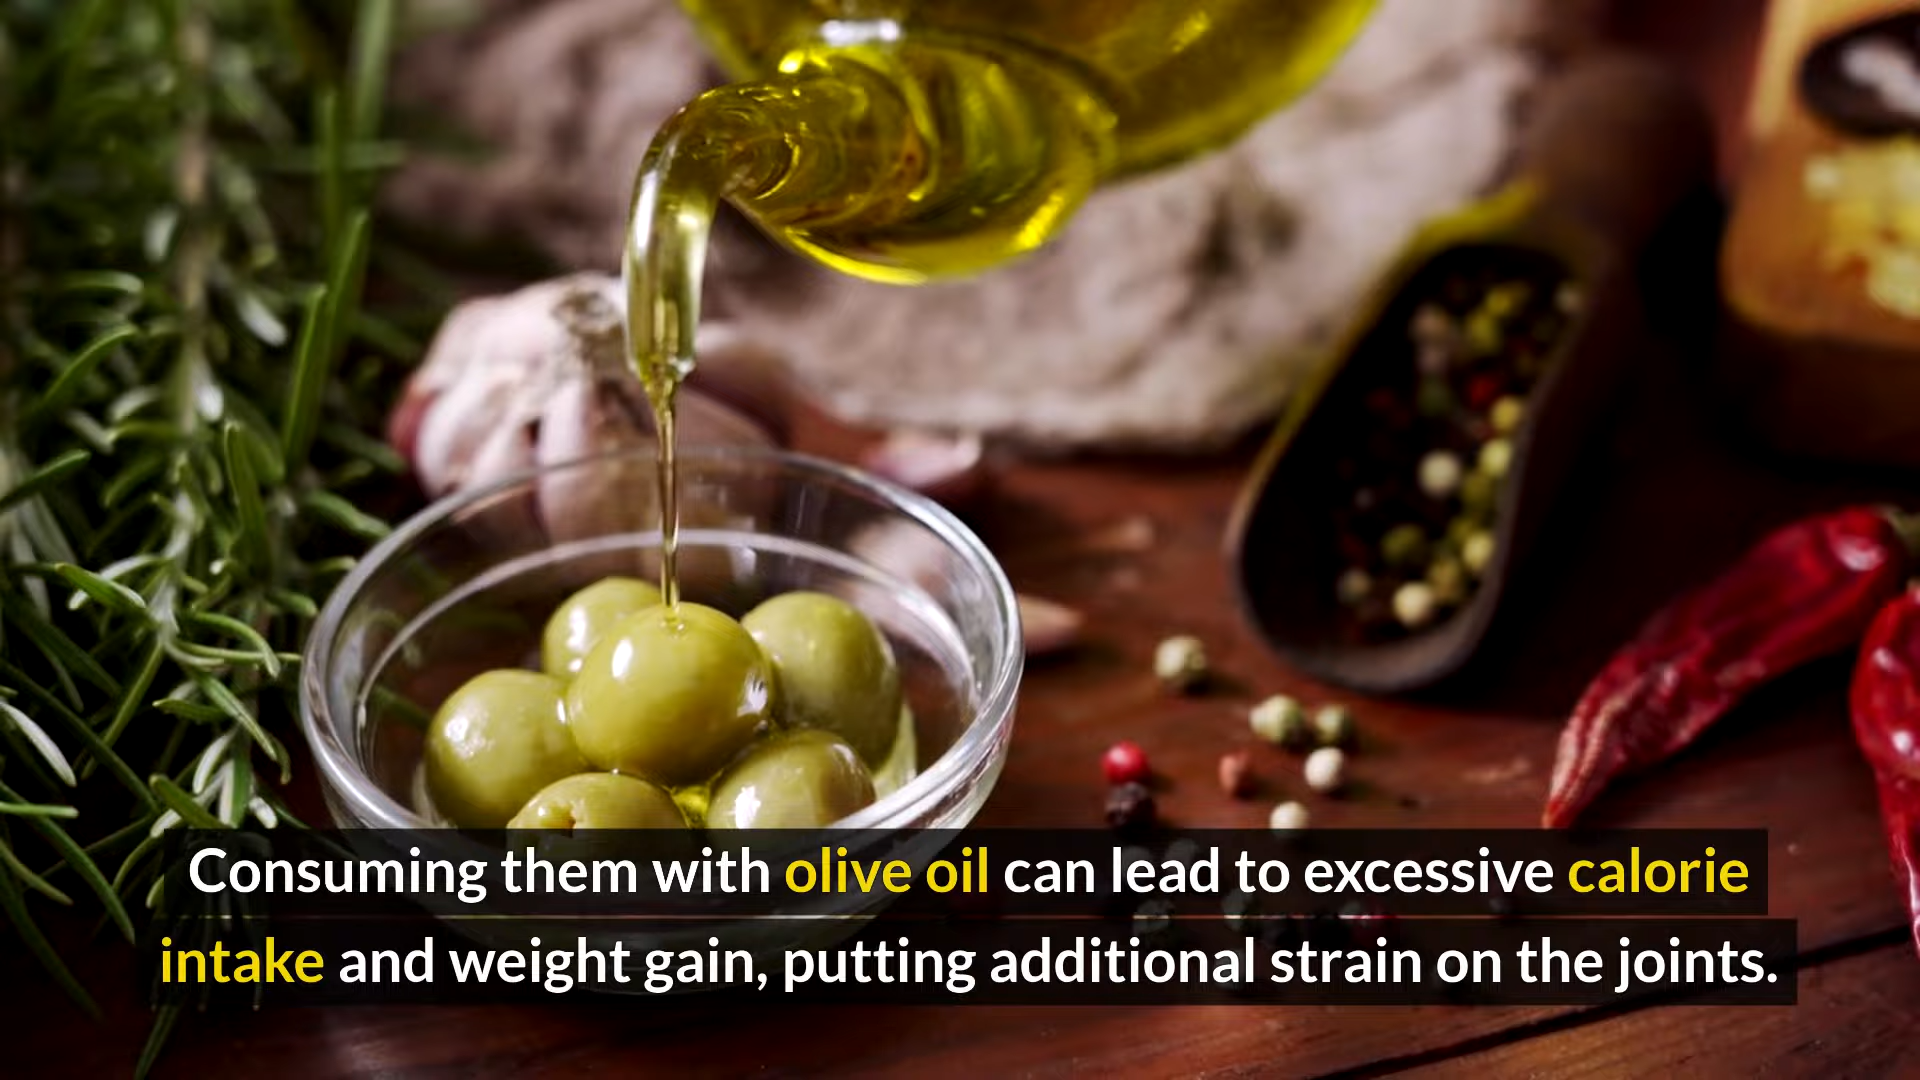 Consuming them with olive oil can lead to excessive calorie
intake and weight gain, putting additional strain on the joints.